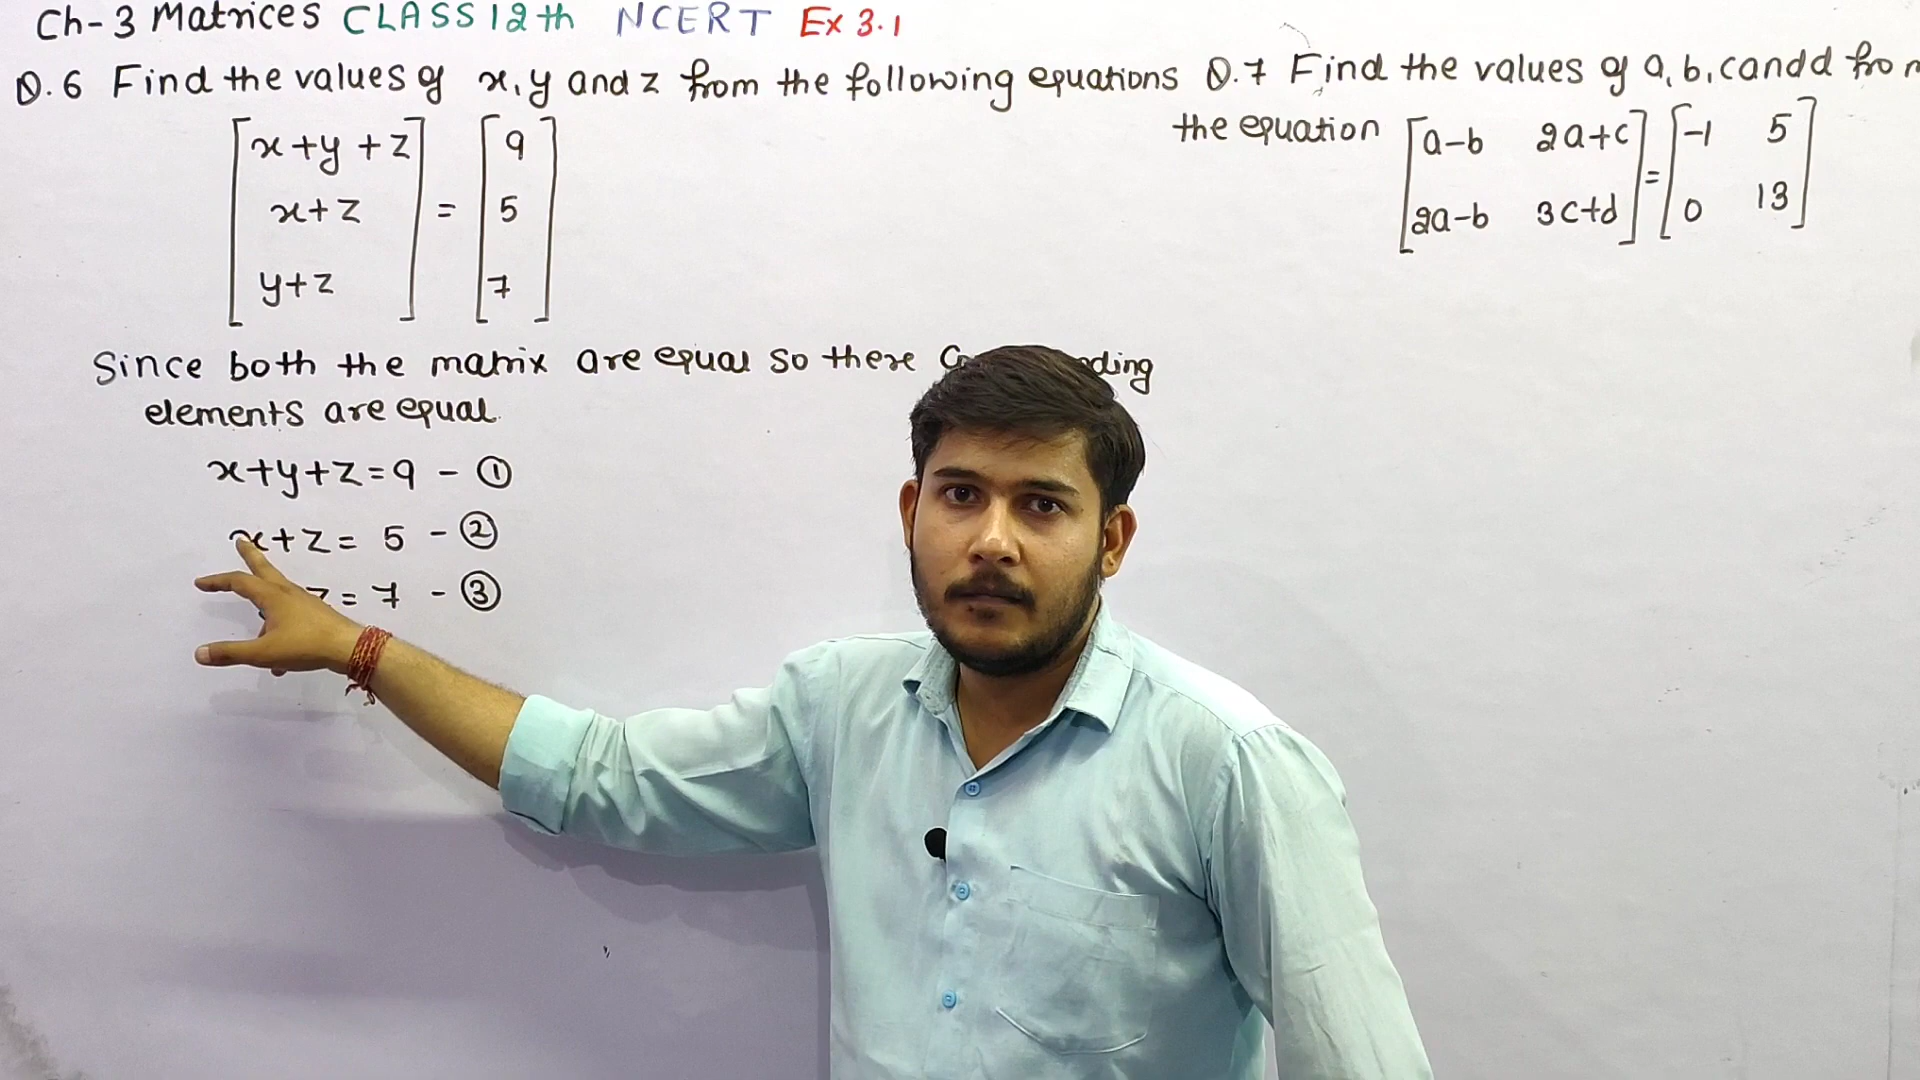 Ch-3 Matrices CLASS 12th NCERT Ex 3.1
Q.6 Find the values of x, y and z from the following equations
[x+y+z] = [9]
x+z 5
y+z 7
Since both the matrix are equal so there ding
elements are equal.
x+y+z=9 - ①
x+z= 5 - ②
z = 7 - ③
Q.7 Find the values of a, b, c and d from
the equation [a-b 2a+c] = [-1 5]
[2a-b 3c+d] [0 13]